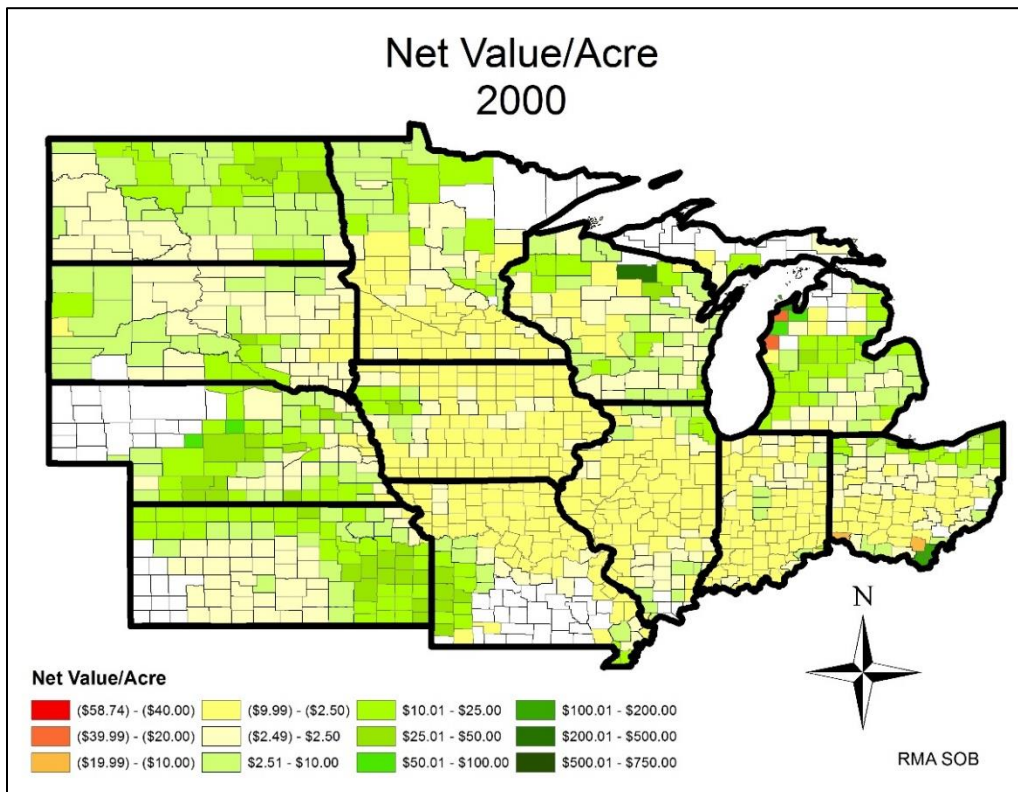 Net Value/Acre
2000
N
Net Value/Acre
($58.74) - ($40.00)
($39.99) - ($20.00)
($19.99) - ($10.00)
($9.99) - ($2.50)
($2.49) - $2.50
$2.51 - $10.00
$10.01 - $25.00
$25.01 - $50.00
$50.01 - $100.00
$100.01 - $200.00
$200.01 - $500.00
$500.01 - $750.00
RMA SOB